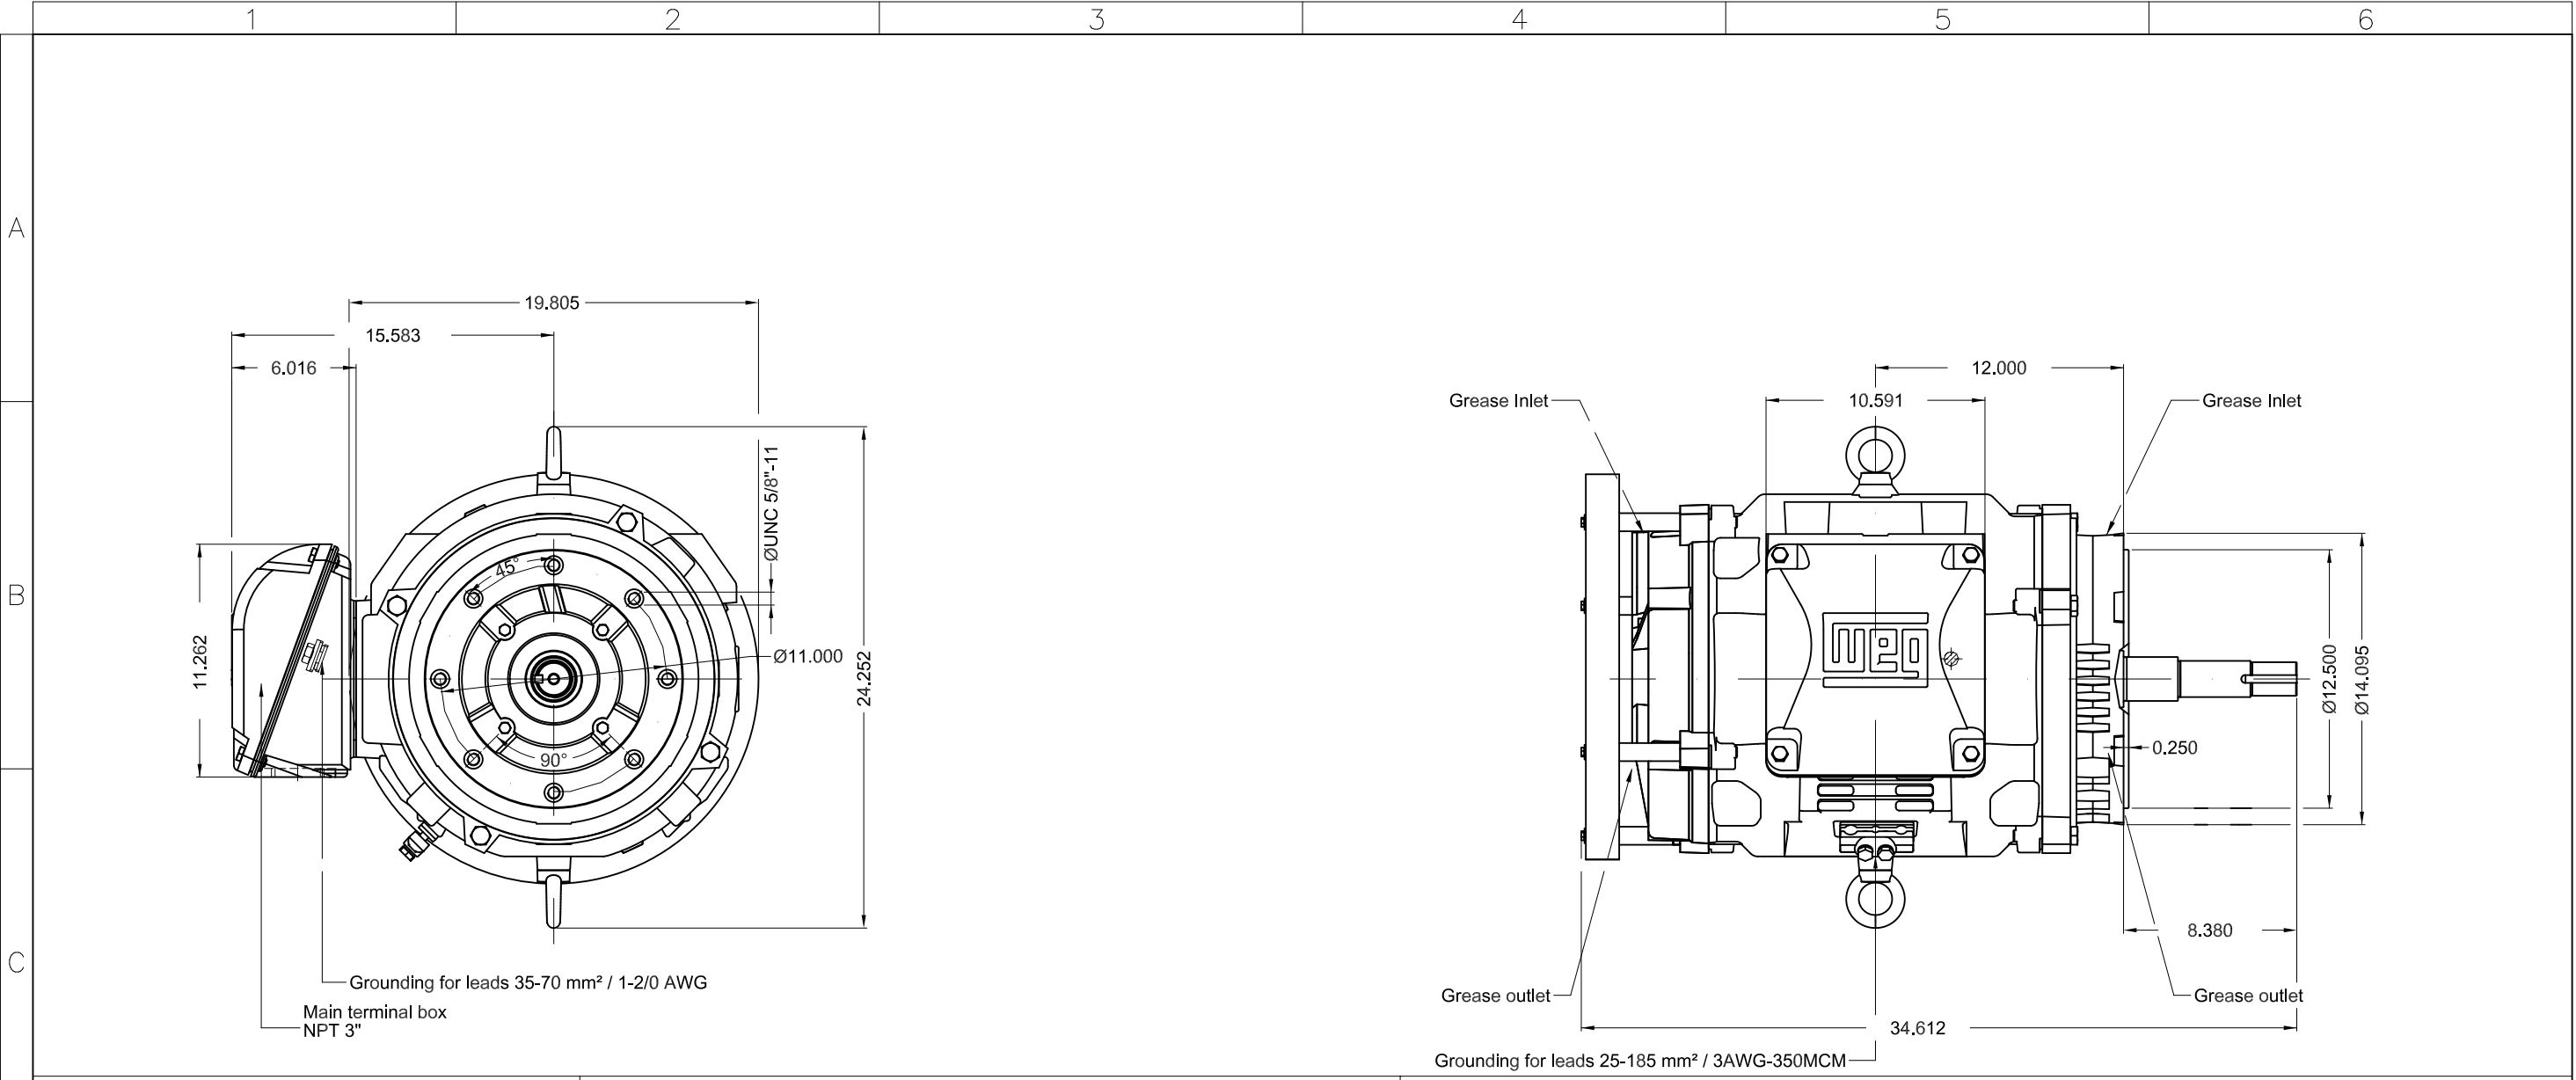 1 2 3 4 5 6
A
B
C
19.805
15.583
6.016
11.262
45°
90°
ØUNC 5/8"-11
Ø11.000
24.252
Grounding for leads 35-70 mm² / 1-2/0 AWG
Main terminal box
NPT 3"
12.000
10.591
Grease Inlet
Grease Inlet
weg
Ø12.500
Ø14.095
0.250
8.380
Grease outlet
Grease outlet
34.612
Grounding for leads 25-185 mm² / 3AWG-350MCM